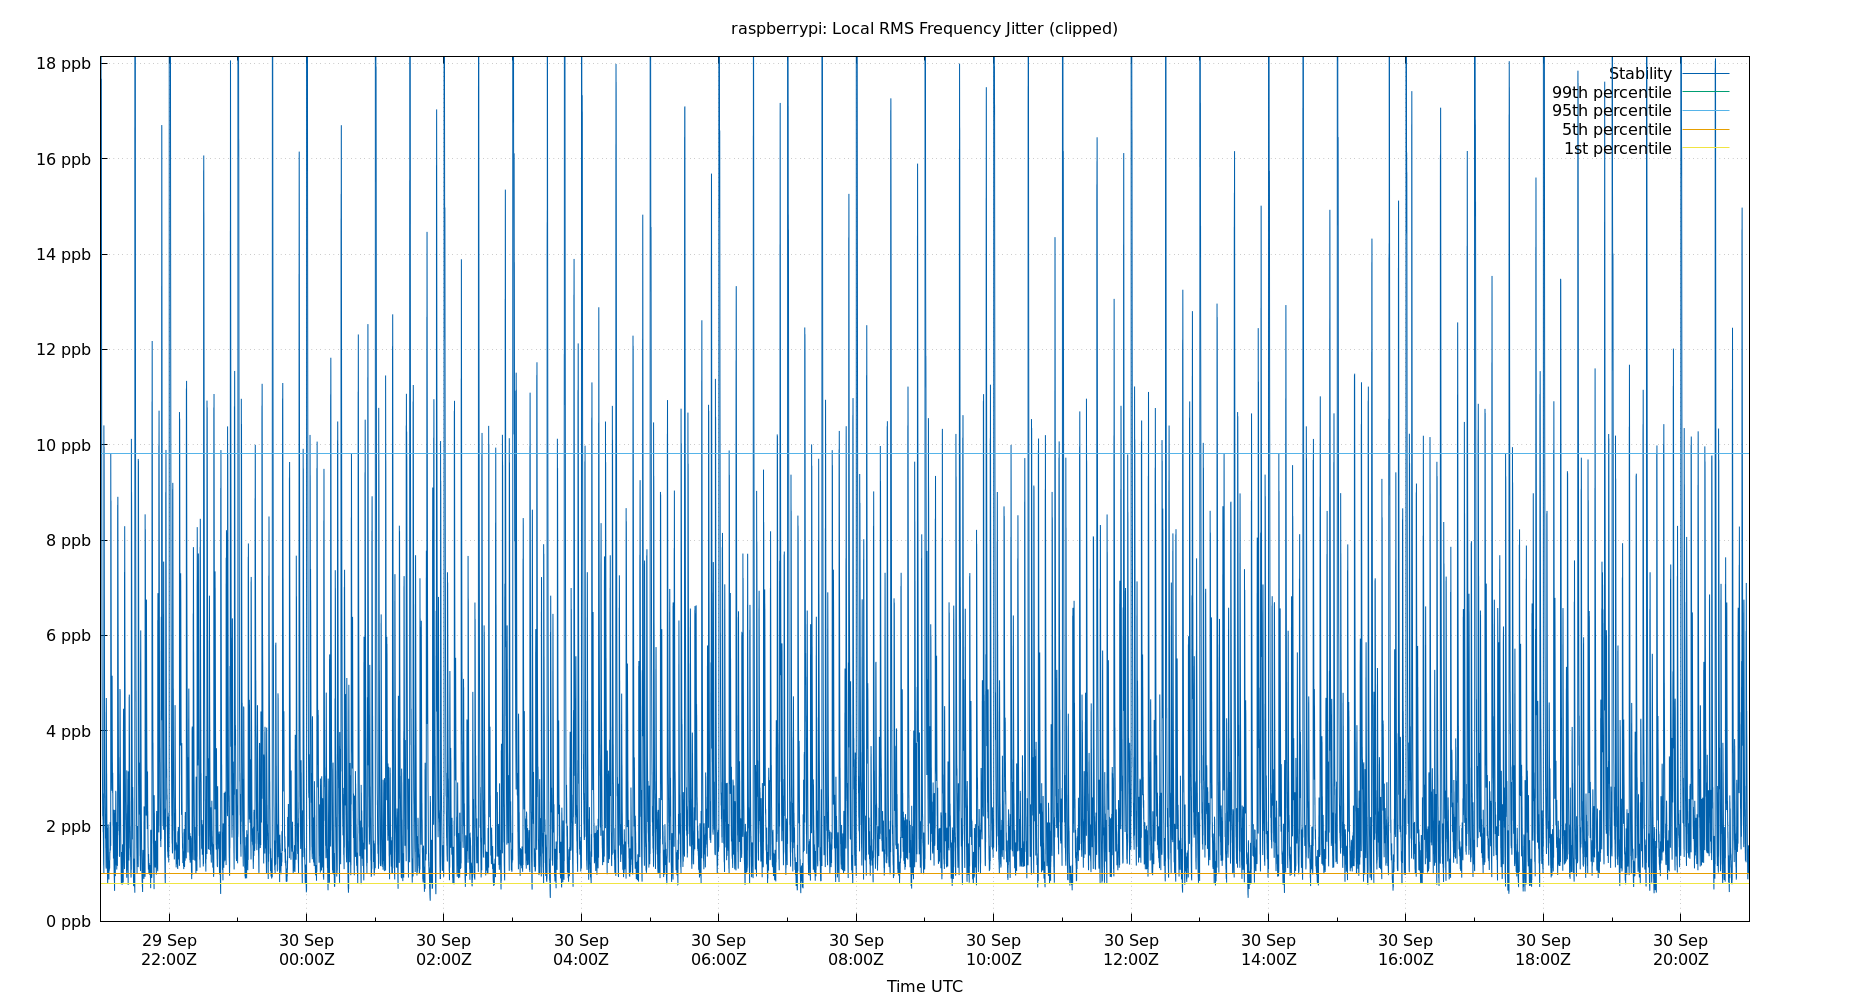 raspberrypi: Local RMS Frequency Jitter (clipped)
18 ppb
16 ppb
14 ppb
12 ppb
10 ppb
8 ppb
6 ppb
4 ppb
2 ppb
0 ppb
Stability
99th percentile
95th percentile
5th percentile
1st percentile
29 Sep 30 Sep 30 Sep 30 Sep 30 Sep 30 Sep 30 Sep 30 Sep 30 Sep 30 Sep 30 Sep 30 Sep
22:00Z 00:00Z 02:00Z 04:00Z 06:00Z 08:00Z 10:00Z 12:00Z 14:00Z 16:00Z 18:00Z 20:00Z
Time UTC